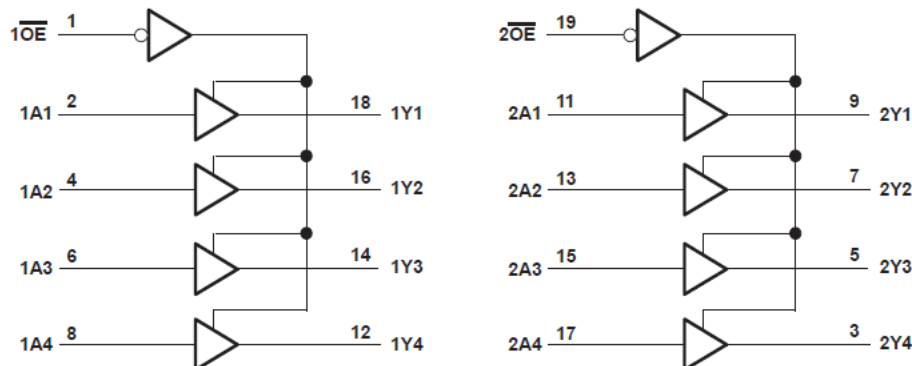 1OE 1 2OE 19
1A1 2 18 1Y1 2A1 11 9 2Y1
1A2 4 16 1Y2 2A2 13 7 2Y2
1A3 6 14 1Y3 2A3 15 5 2Y3
1A4 8 12 1Y4 2A4 17 3 2Y4